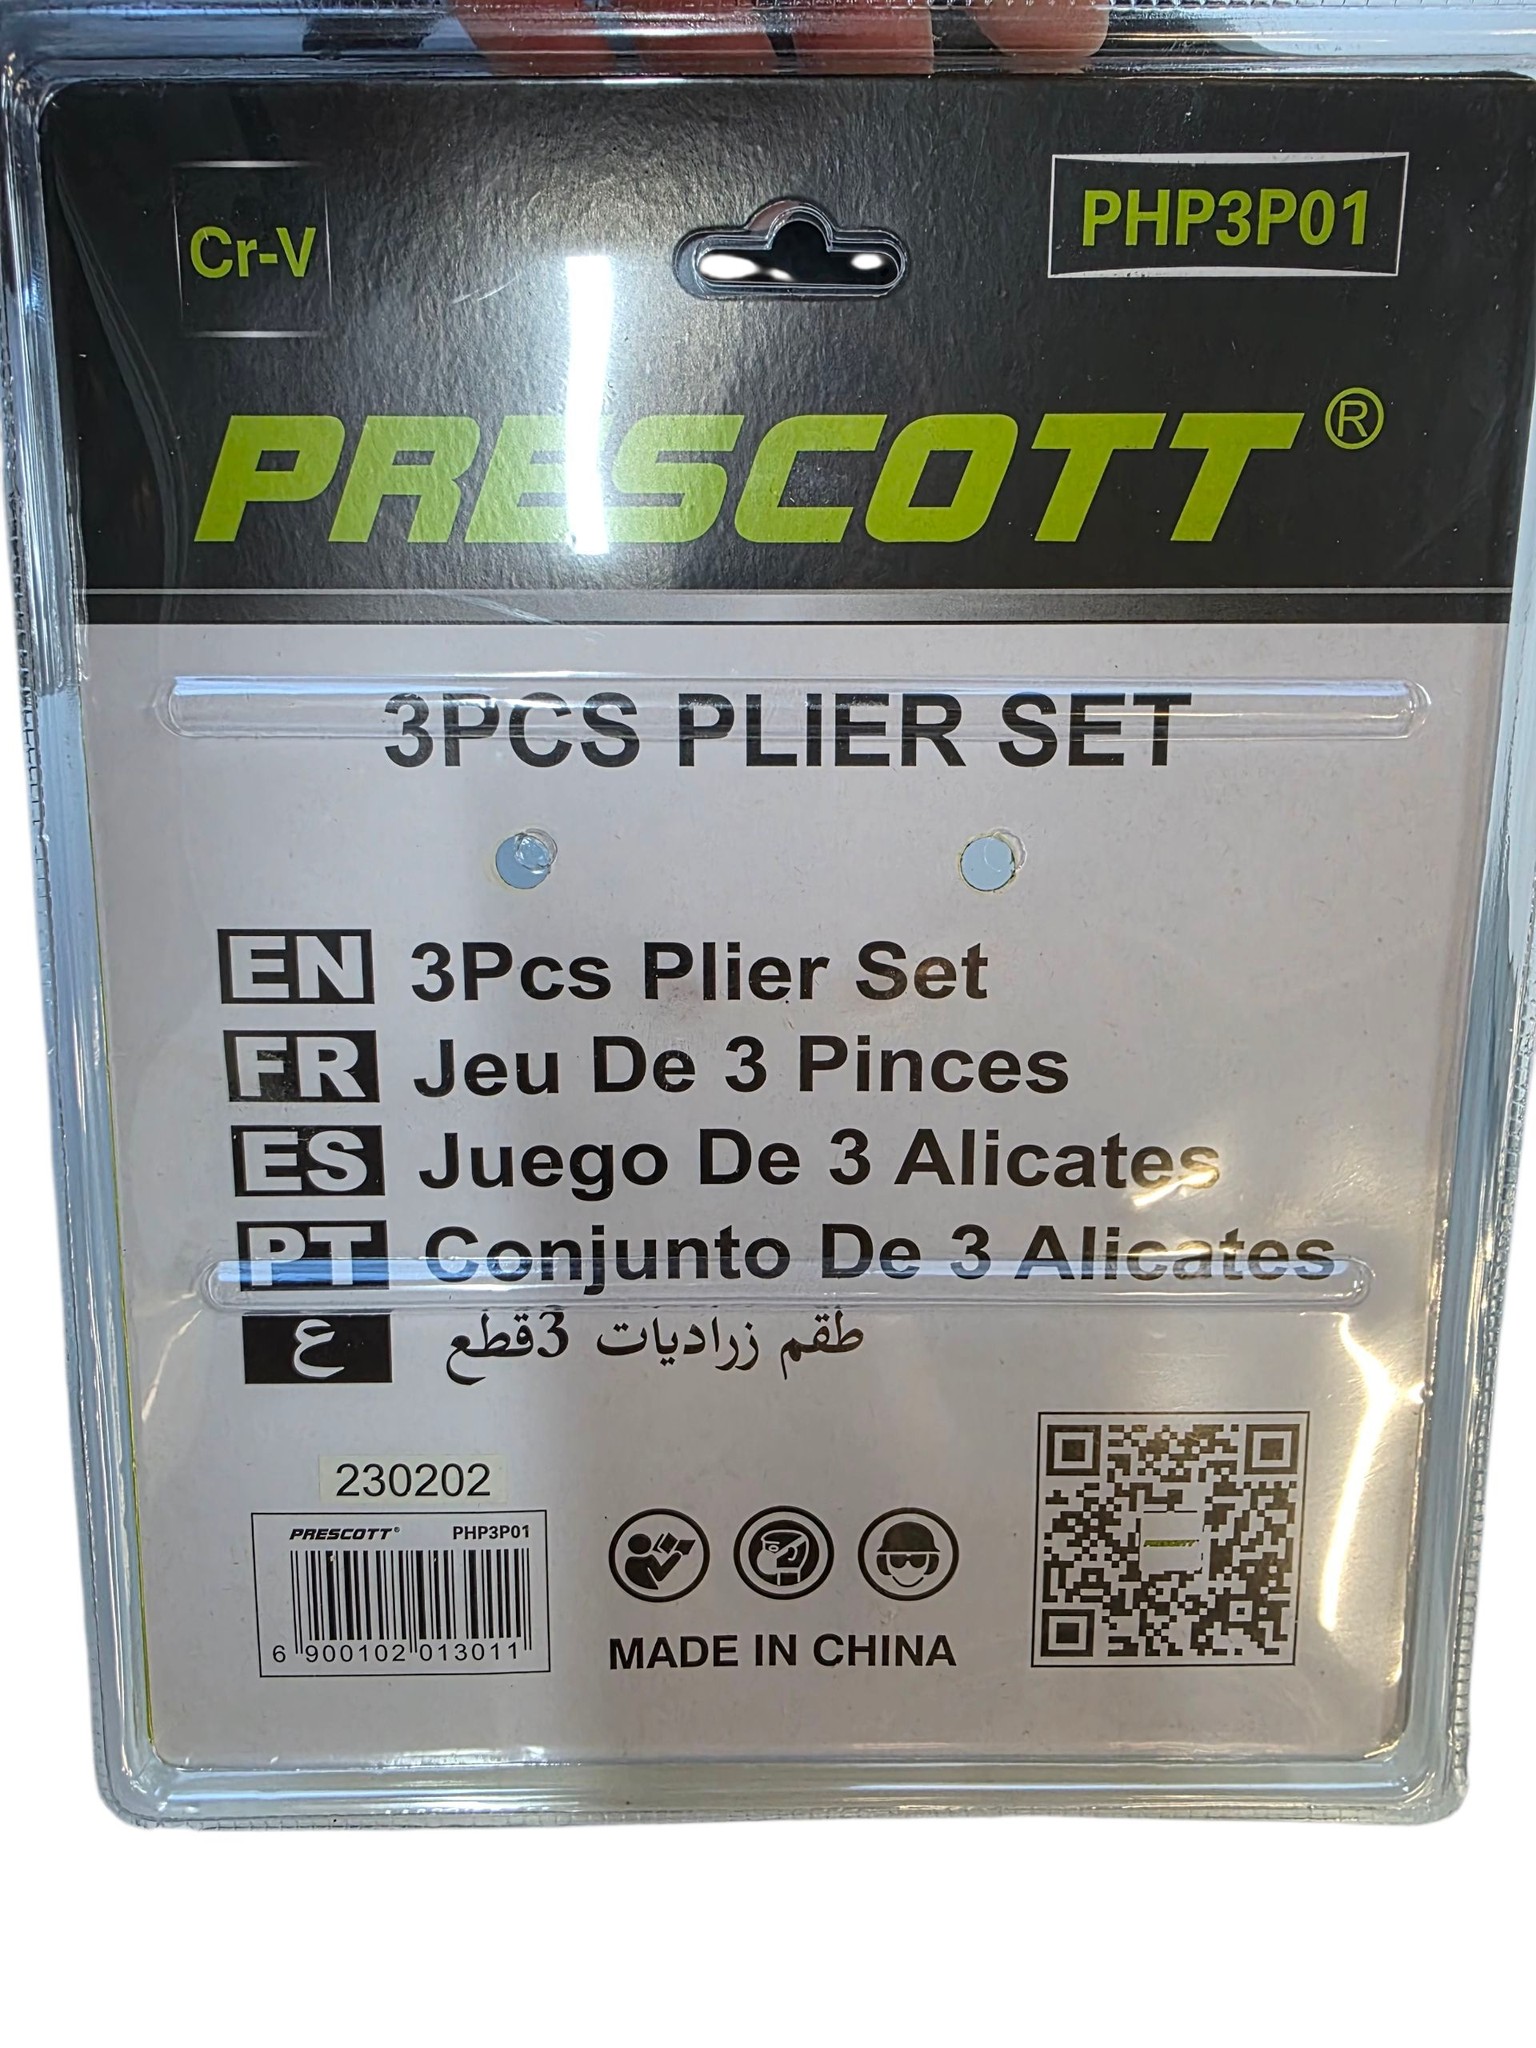 Cr-V
PHP3P01
PRESCOTT®
3PCS PLIER SET
EN 3Pcs Plier Set
FR Jeu De 3 Pinces
ES Juego De 3 Alicates
PT Conjunto De 3 Alicates
ع طقم زراديات 3قطع
230202
PRESCOTT® PHP3P01
6 900102 013011
MADE IN CHINA
PRESCOTT